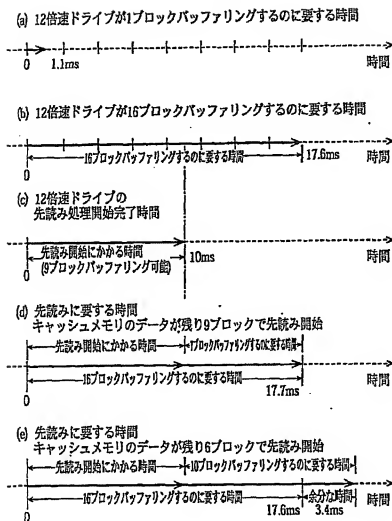 (a) 12倍速ドライブが1ブロックバッファリングするのに要する時間
0
1.1ms
時間
(b) 12倍速ドライブが16ブロックバッファリングするのに要する時間
16ブロックバッファリングするのに要する時間
0
17.6ms
時間
(c) 12倍速ドライブの
先読み処理開始完了時間
先読み開始にかかる時間
(9ブロックバッファリング可能)
0
10ms
時間
(d) 先読みに要する時間
キャッシュメモリのデータが残り9ブロックで先読み開始
先読み開始にかかる時間
7ブロックバッファリングするのに要する時間
16ブロックバッファリングするのに要する時間
0
17.7ms
時間
(e) 先読みに要する時間
キャッシュメモリのデータが残り6ブロックで先読み開始
先読み開始にかかる時間
10ブロックバッファリングするのに要する時間
16ブロックバッファリングするのに要する時間
余分な時間
0
17.6ms
3.4ms
時間